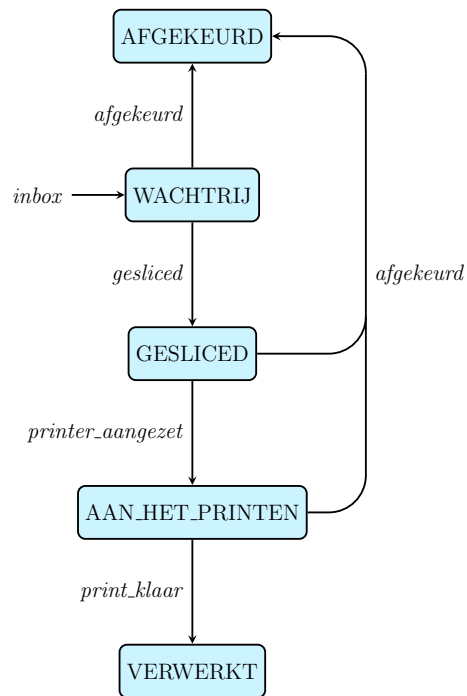 AFGEKEURD
afgekeurd
inbox
WACHTRIJ
gesliced
afgekeurd
GESLICED
printer_aangezet
AAN_HET_PRINTEN
print_klaar
VERWERKT